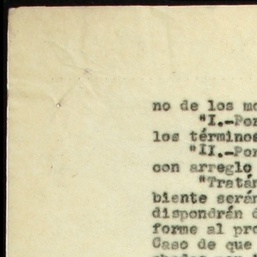 no de los mo
"I.-Por
los términos
"II.-Por
con arreglo
"Tratán
biente serán
dispondrán d
forme al pro
Caso de que